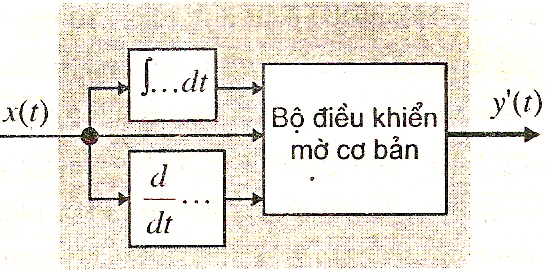 ∫...dt
x(t)
y'(t)
Bộ điều khiển
mờ cơ bản
d
dt
...